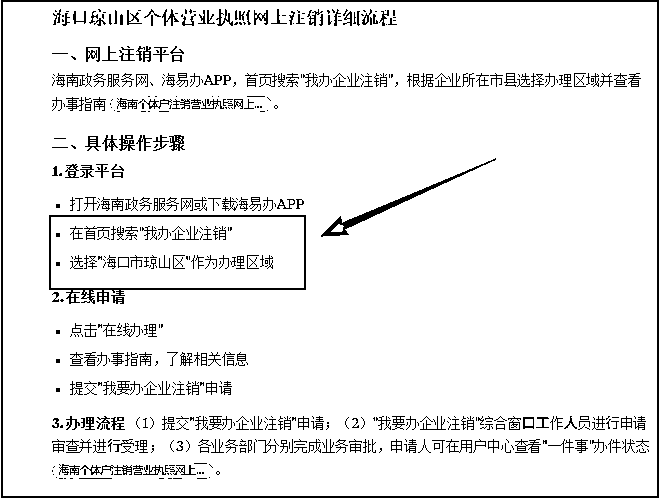 海口琼山区个体营业执照网上注销详细流程
一、网上注销平台
海南政务服务网、海易办APP，首页搜索"我办企业注销"，根据企业所在市县选择办理区域并查看
办事指南（海南个体户注销营业执照网上...）。
二、具体操作步骤
1.登录平台
▪ 打开海南政务服务网或下载海易办APP
▪ 在首页搜索"我办企业注销"
▪ 选择"海口市琼山区"作为办理区域
2.在线申请
▪ 点击"在线办理"
▪ 查看办事指南，了解相关信息
▪ 提交"我要办企业注销"申请
3.办理流程（1）提交"我要办企业注销"申请；（2）"我要办企业注销"综合窗口工作人员进行申请
审查并进行受理；（3）各业务部门分别完成业务审批，申请人可在用户中心查看"一件事"办件状态
（海南个体户注销营业执照网上...）。